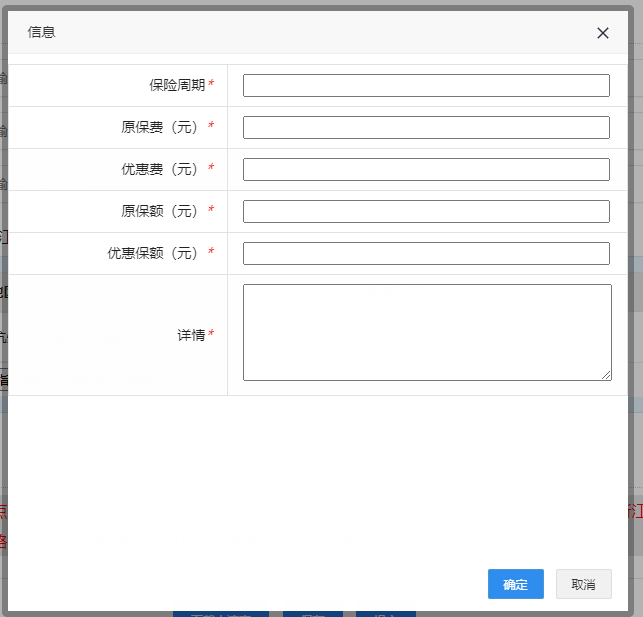 信息
保险周期*
原保费（元） *
优惠费（元） *
原保额（元） *
优惠保额（元） *
详情*
确定
取消